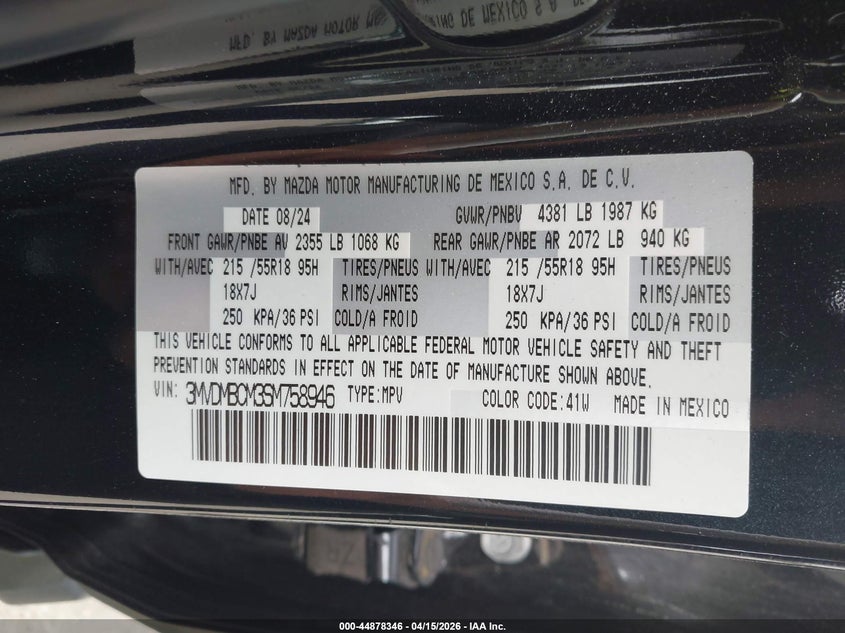 MFD. BY MAZDA MOTOR MANUFACTURING DE MEXICO S.A. DE C.V.
DATE 08/24 GVWR/PNBV 4381 LB 1987 KG
FRONT GAWR/PNBE AV 2355 LB 1068 KG REAR GAWR/PNBE AR 2072 LB 940 KG
WITH/AVEC 215 /55R18 95H TIRES/PNEUS WITH/AVEC 215 /55R18 95H TIRES/PNEUS
18X7J RIMS/JANTES 18X7J RIMS/JANTES
250 KPA/36 PSI COLD/A FROID 250 KPA/36 PSI COLD/A FROID
THIS VEHICLE CONFORMS TO ALL APPLICABLE FEDERAL MOTOR VEHICLE SAFETY AND THEFT
PREVENTION STANDARDS IN EFFECT ON THE DATE OF MANUFACTURE SHOWN ABOVE.
VIN: 3MVDMBCM3SM758946 TYPE:MPV COLOR CODE:41W MADE IN MEXICO
000-44878346 - 04/15/2026 - IAA Inc.